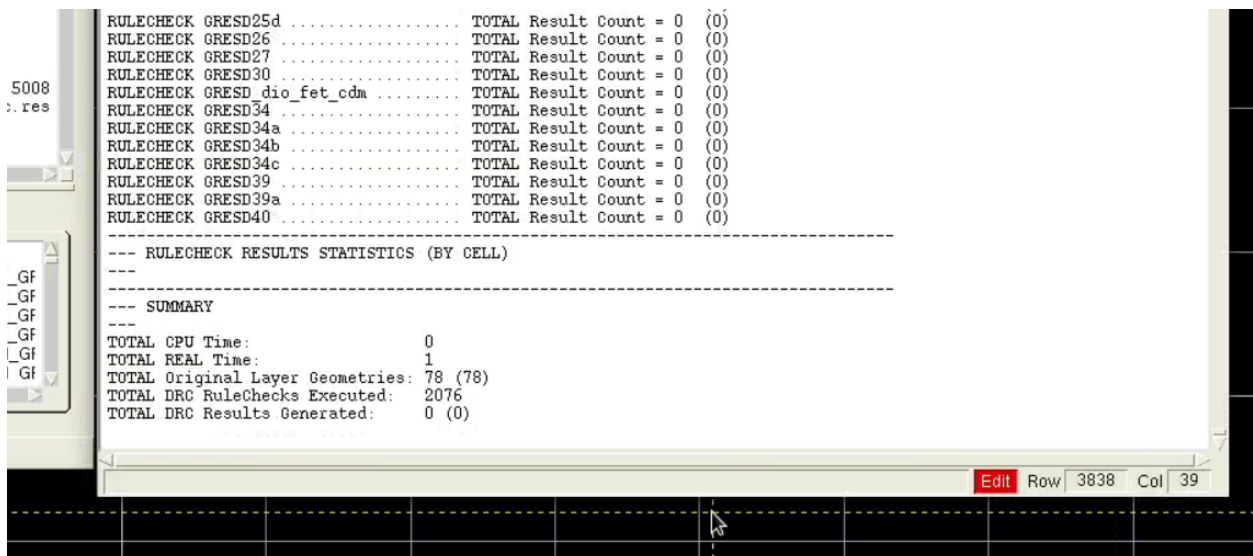 5008
c.res
_GF
_GF
_GF
_GF
_GF
GF
RULECHECK GRESD25d ................... TOTAL Result Count = 0 (0)
RULECHECK GRESD26 .................... TOTAL Result Count = 0 (0)
RULECHECK GRESD27 .................... TOTAL Result Count = 0 (0)
RULECHECK GRESD30 .................... TOTAL Result Count = 0 (0)
RULECHECK GRESD_dio_fet_cdm .......... TOTAL Result Count = 0 (0)
RULECHECK GRESD34 .................... TOTAL Result Count = 0 (0)
RULECHECK GRESD34a ................... TOTAL Result Count = 0 (0)
RULECHECK GRESD34b ................... TOTAL Result Count = 0 (0)
RULECHECK GRESD34c ................... TOTAL Result Count = 0 (0)
RULECHECK GRESD39 .................... TOTAL Result Count = 0 (0)
RULECHECK GRESD39a ................... TOTAL Result Count = 0 (0)
RULECHECK GRESD40 .................... TOTAL Result Count = 0 (0)
----------------------------------------------------------------------------------
--- RULECHECK RESULTS STATISTICS (BY CELL)
---
----------------------------------------------------------------------------------
--- SUMMARY
---
TOTAL CPU Time: 0
TOTAL REAL Time: 1
TOTAL Original Layer Geometries: 78 (78)
TOTAL DRC RuleChecks Executed: 2076
TOTAL DRC Results Generated: 0 (0)
Edit Row 3838 Col 39